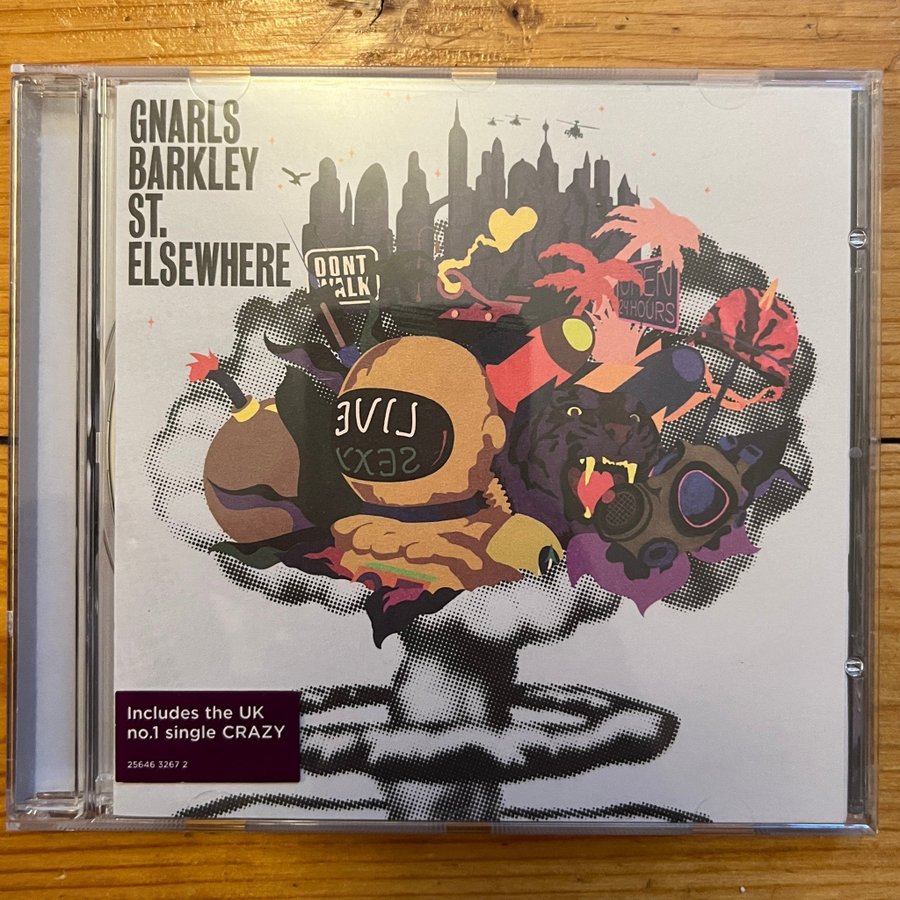 GNARLS
BARKLEY
ST.
ELSEWHERE
DONT
WALK
OPEN
24 HOURS
LIVE
SEXY
Includes the UK
no.1 single CRAZY
25646 3267 2